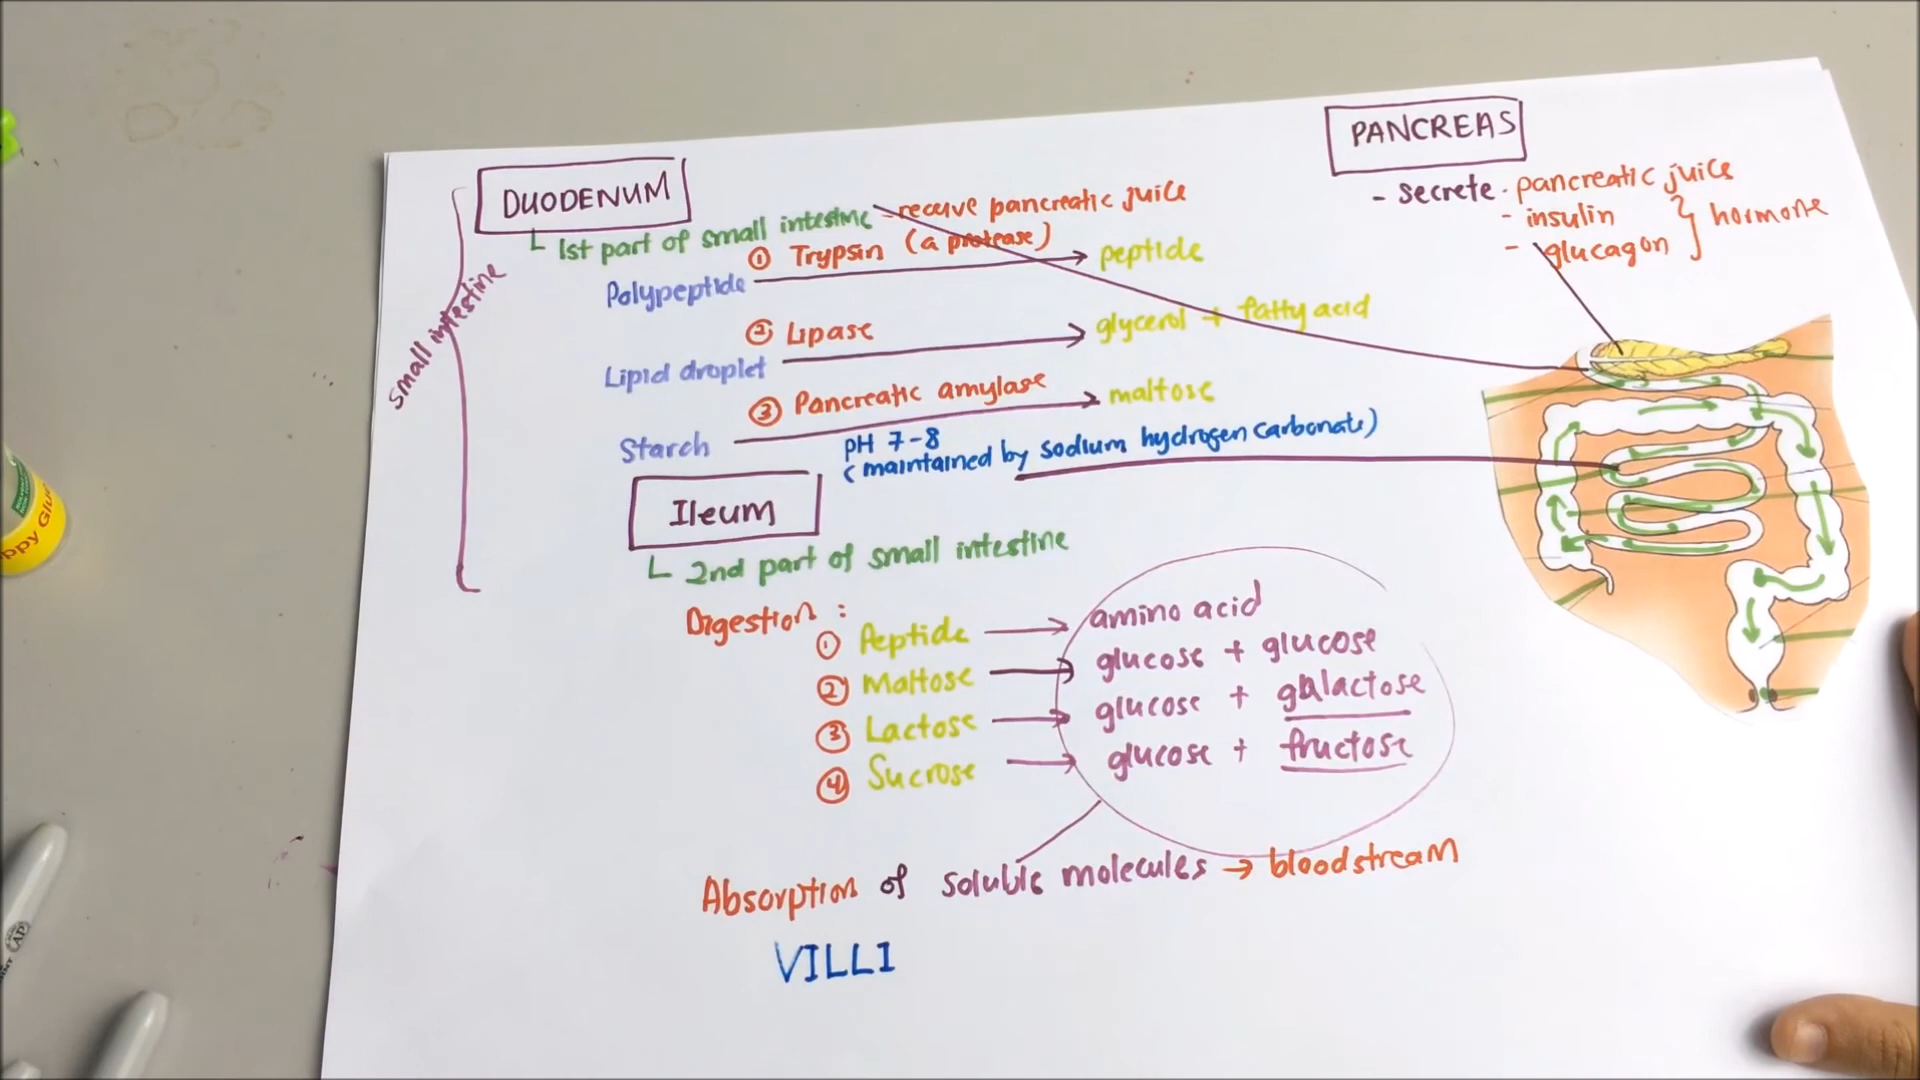 DUODENUM
└ 1st part of small intestine - receive pancreatic juice
① Trypsin (a protease)
Polypeptide → peptide
② Lipase
Lipid droplet → glycerol + fatty acid
③ Pancreatic amylase
Starch → maltose
PH 7-8
(maintained by sodium hydrogen carbonate)
Small intestine
Ileum
└ 2nd part of small intestine
Digestion :
① Peptide → amino acid
② Maltose → glucose + glucose
③ Lactose → glucose + galactose
④ Sucrose → glucose + fructose
Absorption of soluble molecules → bloodstream
VILLI
PANCREAS
- secrete - pancreatic juice
- insulin
- glucagon } hormone
ppy Glu
AP